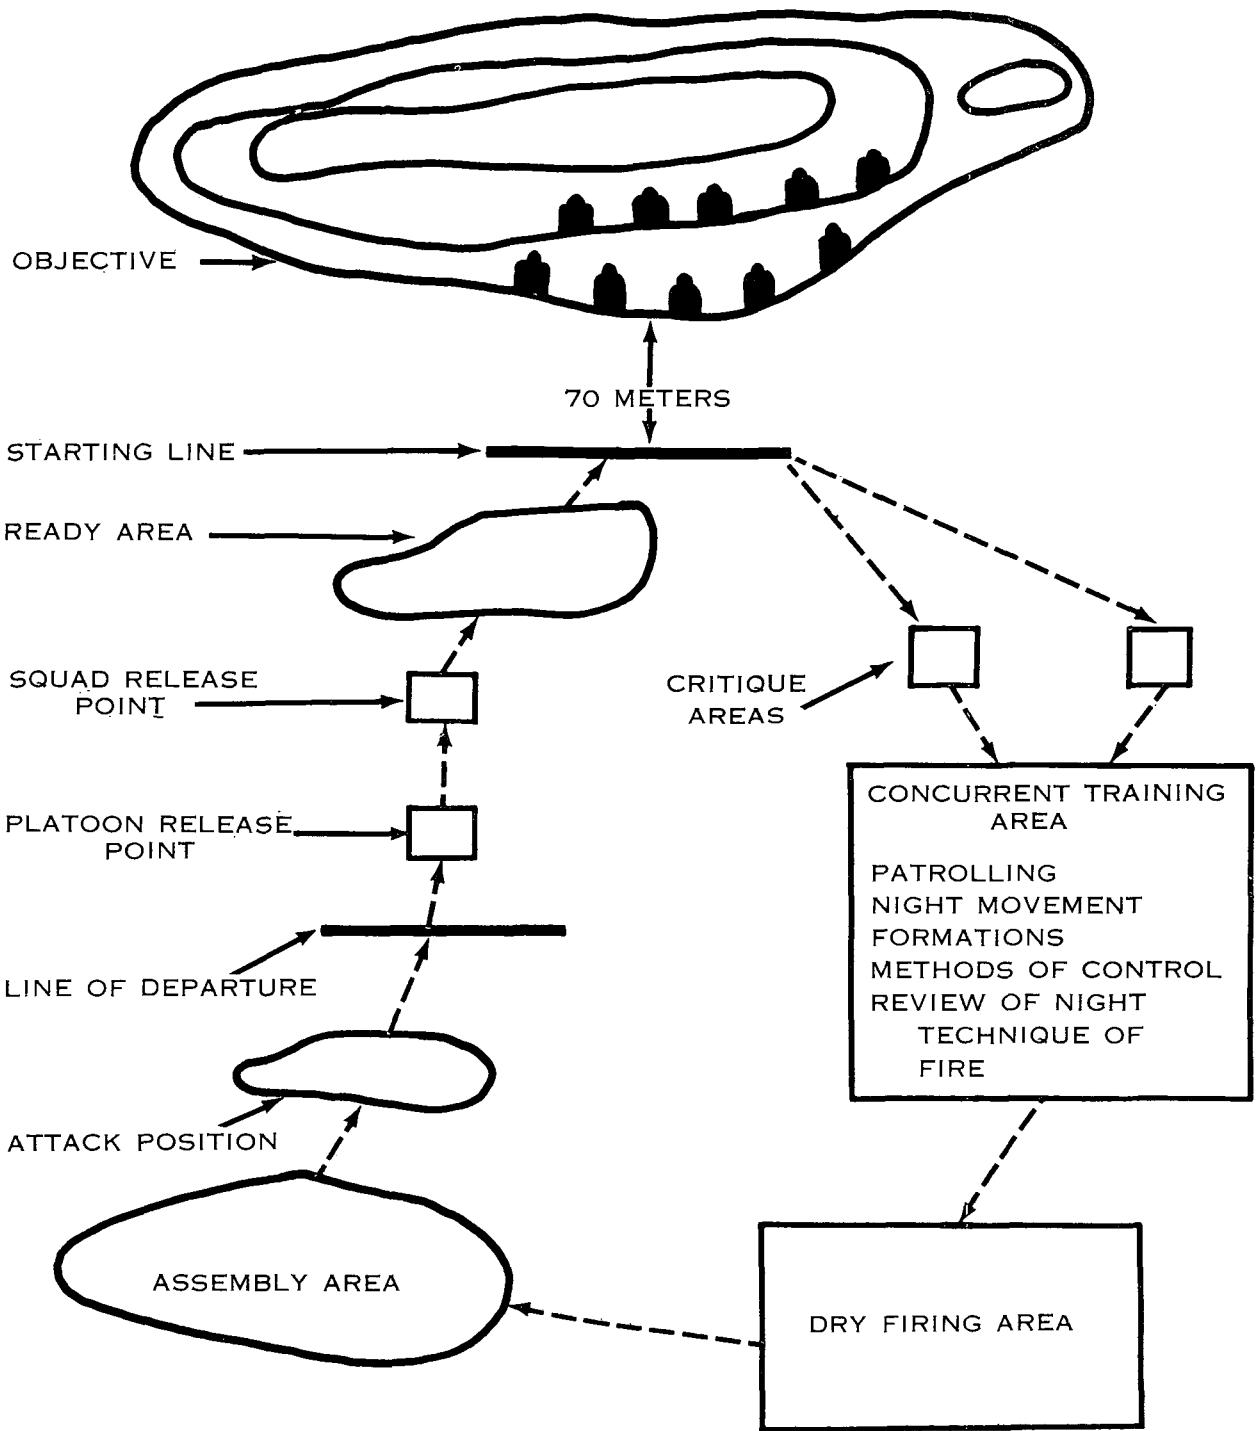 OBJECTIVE
70 METERS
STARTING LINE
READY AREA
SQUAD RELEASE
POINT
CRITIQUE
AREAS
PLATOON RELEASE
POINT
CONCURRENT TRAINING
AREA
PATROLLING
NIGHT MOVEMENT
FORMATIONS
METHODS OF CONTROL
REVIEW OF NIGHT
TECHNIQUE OF
FIRE
LINE OF DEPARTURE
ATTACK POSITION
ASSEMBLY AREA
DRY FIRING AREA